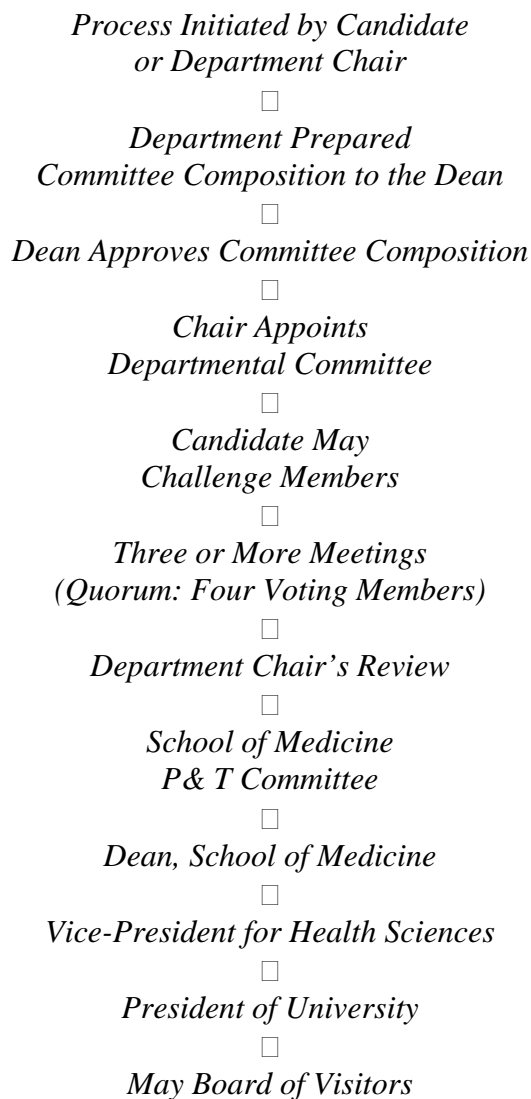 Process Initiated by Candidate
or Department Chair
□
Department Prepared
Committee Composition to the Dean
□
Dean Approves Committee Composition
□
Chair Appoints
Departmental Committee
□
Candidate May
Challenge Members
□
Three or More Meetings
(Quorum: Four Voting Members)
□
Department Chair’s Review
□
School of Medicine
P& T Committee
□
Dean, School of Medicine
□
Vice-President for Health Sciences
□
President of University
□
May Board of Visitors